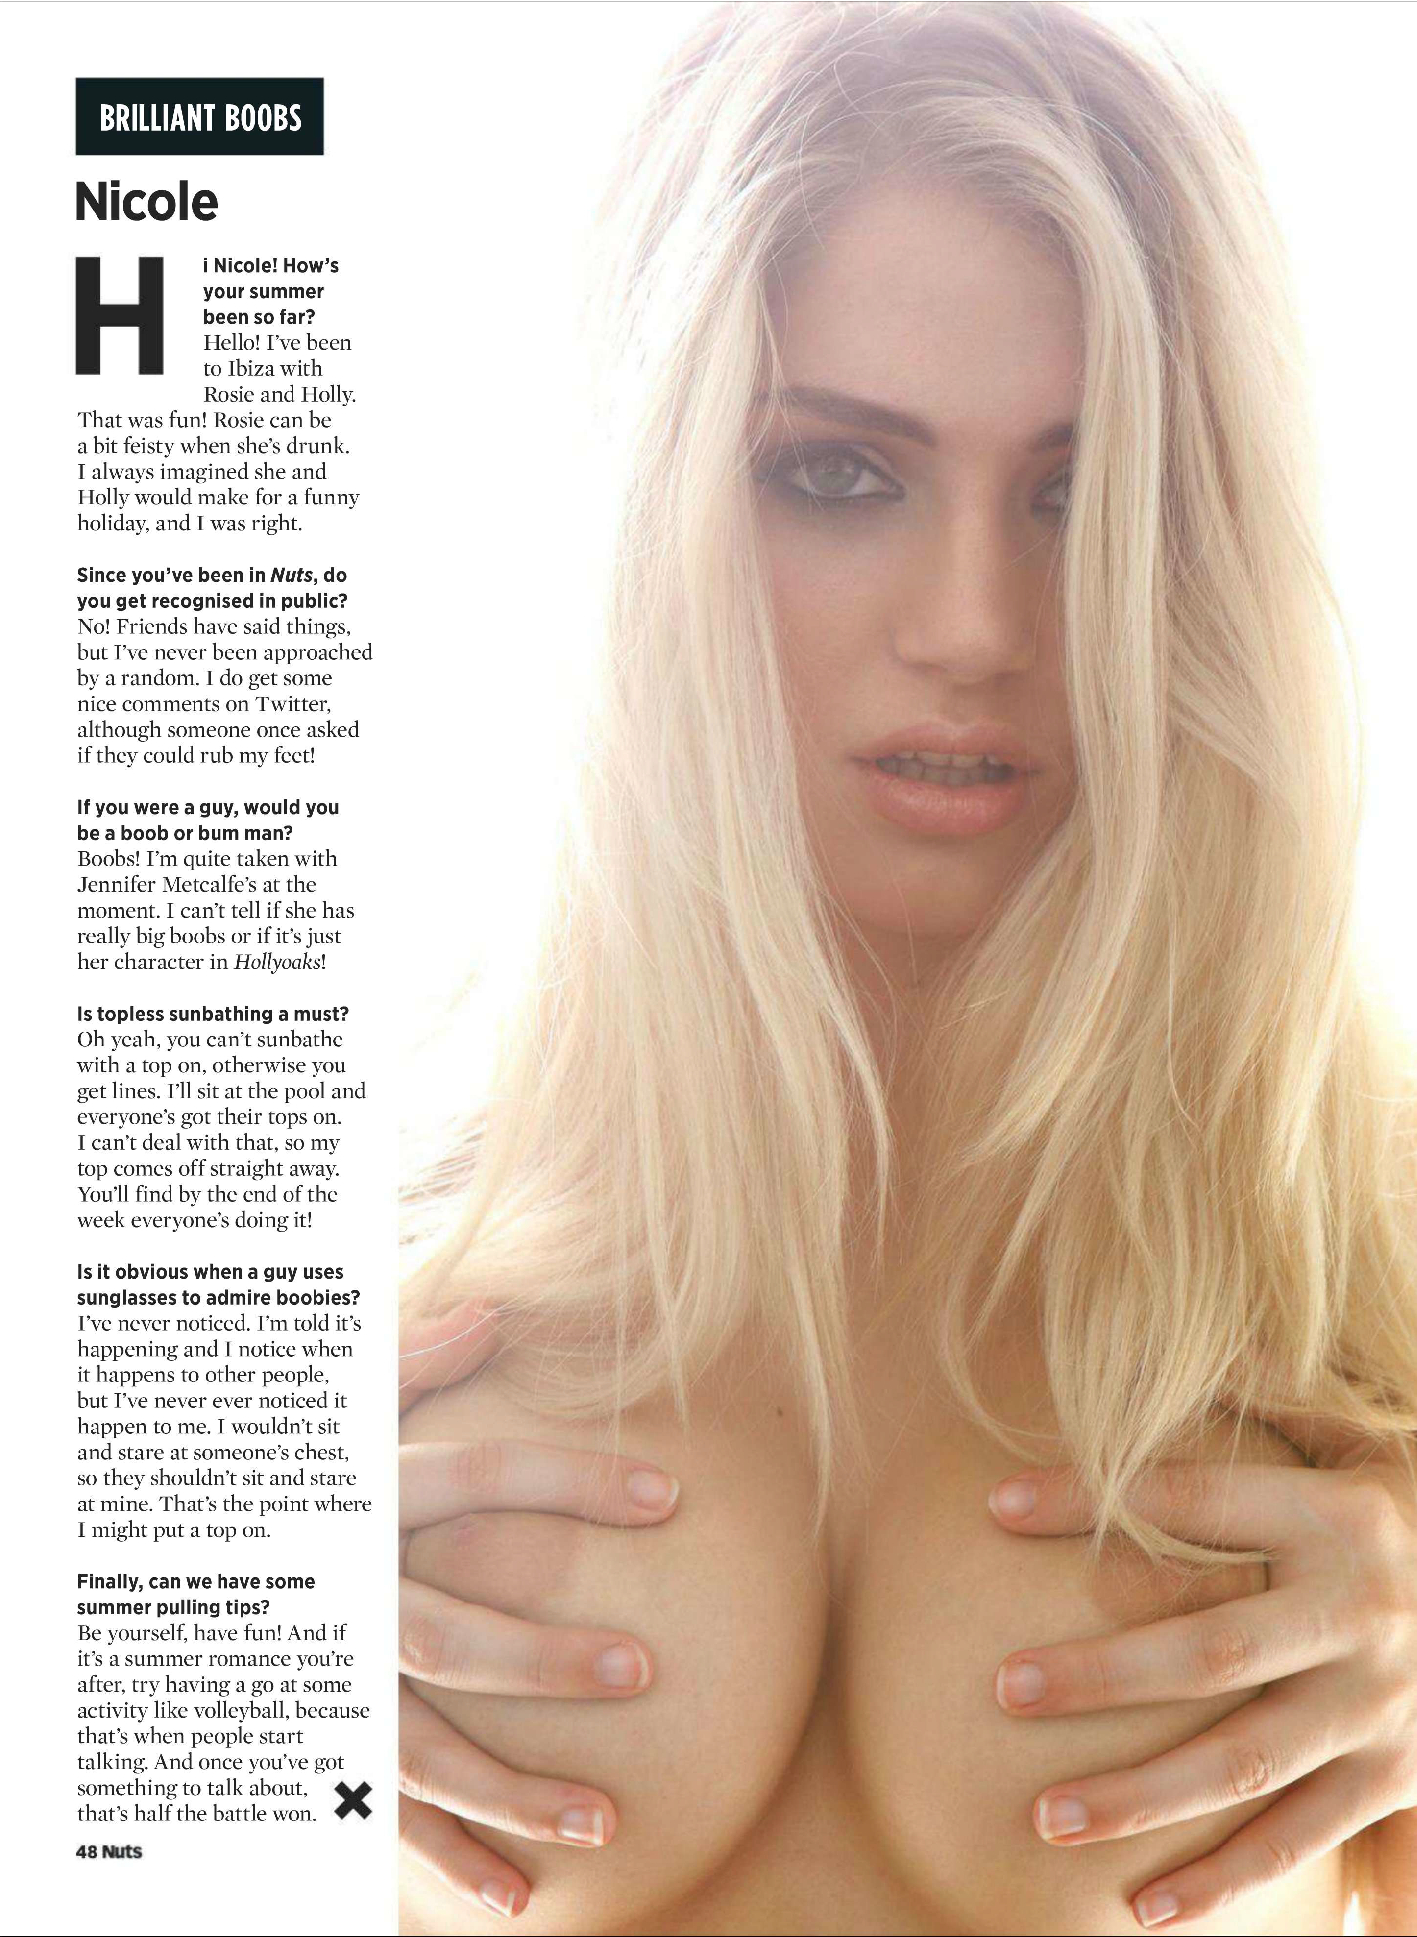 BRILLIANT BOOBS
Nicole
Hi Nicole! How's
your summer
been so far?
Hello! I've been
to Ibiza with
Rosie and Holly.
That was fun! Rosie can be
a bit feisty when she's drunk.
I always imagined she and
Holly would make for a funny
holiday, and I was right.
Since you've been in Nuts, do
you get recognised in public?
No! Friends have said things,
but I've never been approached
by a random. I do get some
nice comments on Twitter,
although someone once asked
if they could rub my feet!
If you were a guy, would you
be a boob or bum man?
Boobs! I'm quite taken with
Jennifer Metcalfe's at the
moment. I can't tell if she has
really big boobs or if it's just
her character in Hollyoaks!
Is topless sunbathing a must?
Oh yeah, you can't sunbathe
with a top on, otherwise you
get lines. I'll sit at the pool and
everyone's got their tops on.
I can't deal with that, so my
top comes off straight away.
You'll find by the end of the
week everyone's doing it!
Is it obvious when a guy uses
sunglasses to admire boobies?
I've never noticed. I'm told it's
happening and I notice when
it happens to other people,
but I've never ever noticed it
happen to me. I wouldn't sit
and stare at someone's chest,
so they shouldn't sit and stare
at mine. That's the point where
I might put a top on.
Finally, can we have some
summer pulling tips?
Be yourself, have fun! And if
it's a summer romance you're
after, try having a go at some
activity like volleyball, because
that's when people start
talking. And once you've got
something to talk about,
that's half the battle won.
48 Nuts